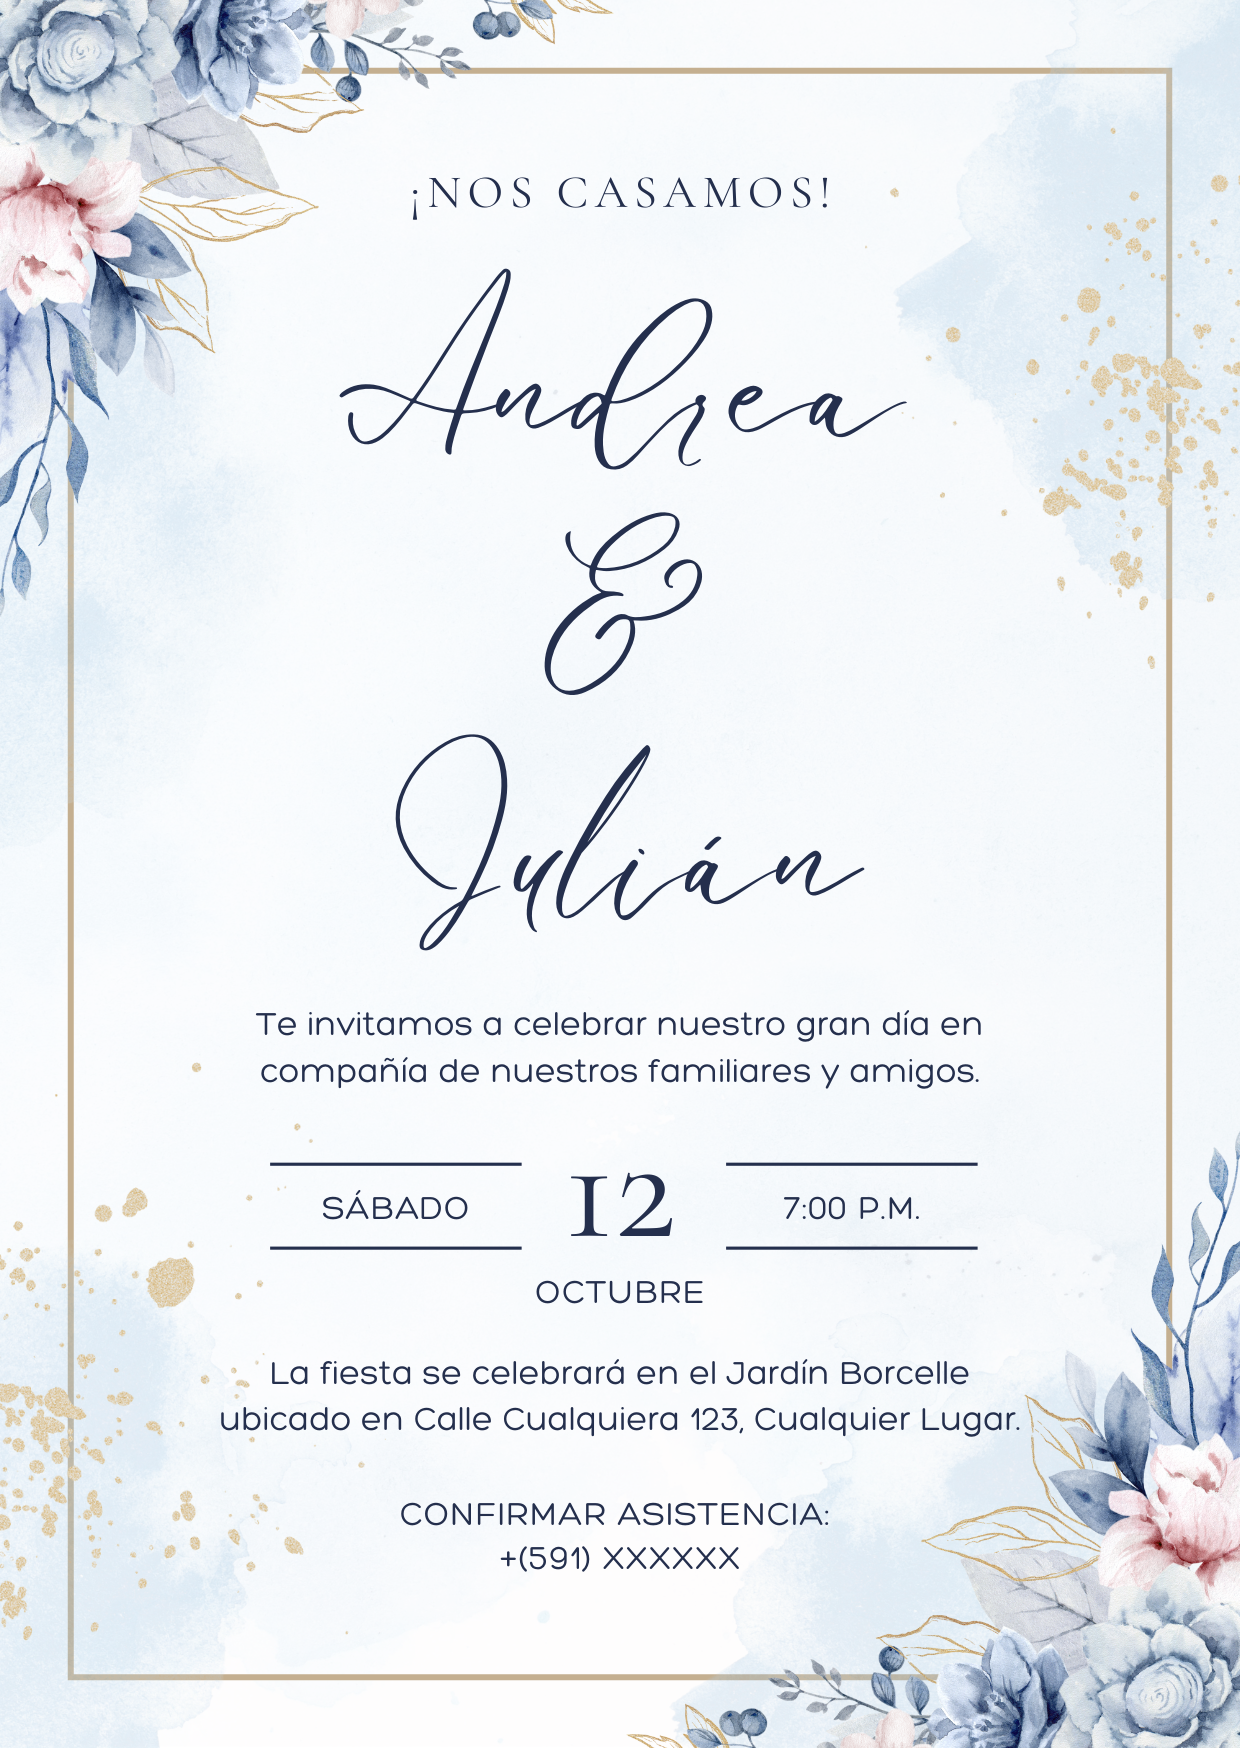 ¡NOS CASAMOS!
Andrea
&
Julián
Te invitamos a celebrar nuestro gran día en
compañía de nuestros familiares y amigos.
SÁBADO 12 7:00 P.M.
OCTUBRE
La fiesta se celebrará en el Jardín Borcelle
ubicado en Calle Cualquiera 123, Cualquier Lugar.
CONFIRMAR ASISTENCIA:
+(591) XXXXXX